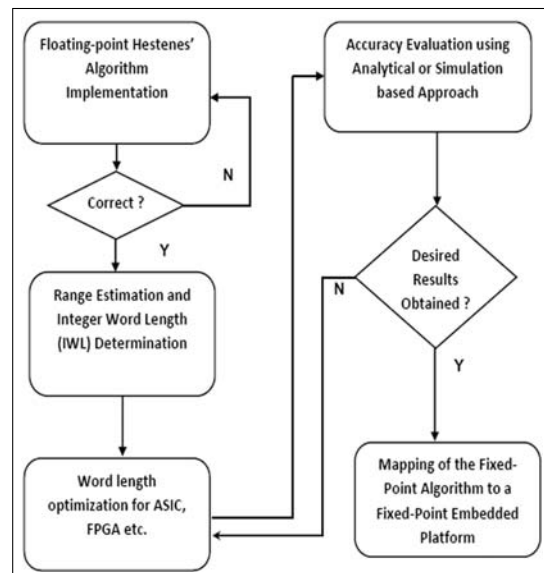 Floating-point Hestenes'
Algorithm
Implementation
N
Correct ?
Y
Range Estimation and
Integer Word Length
(IWL) Determination
Word length
optimization for ASIC,
FPGA etc.
Accuracy Evaluation using
Analytical or Simulation
based Approach
Desired
Results
Obtained ?
N
Y
Mapping of the Fixed-
Point Algorithm to a
Fixed-Point Embedded
Platform